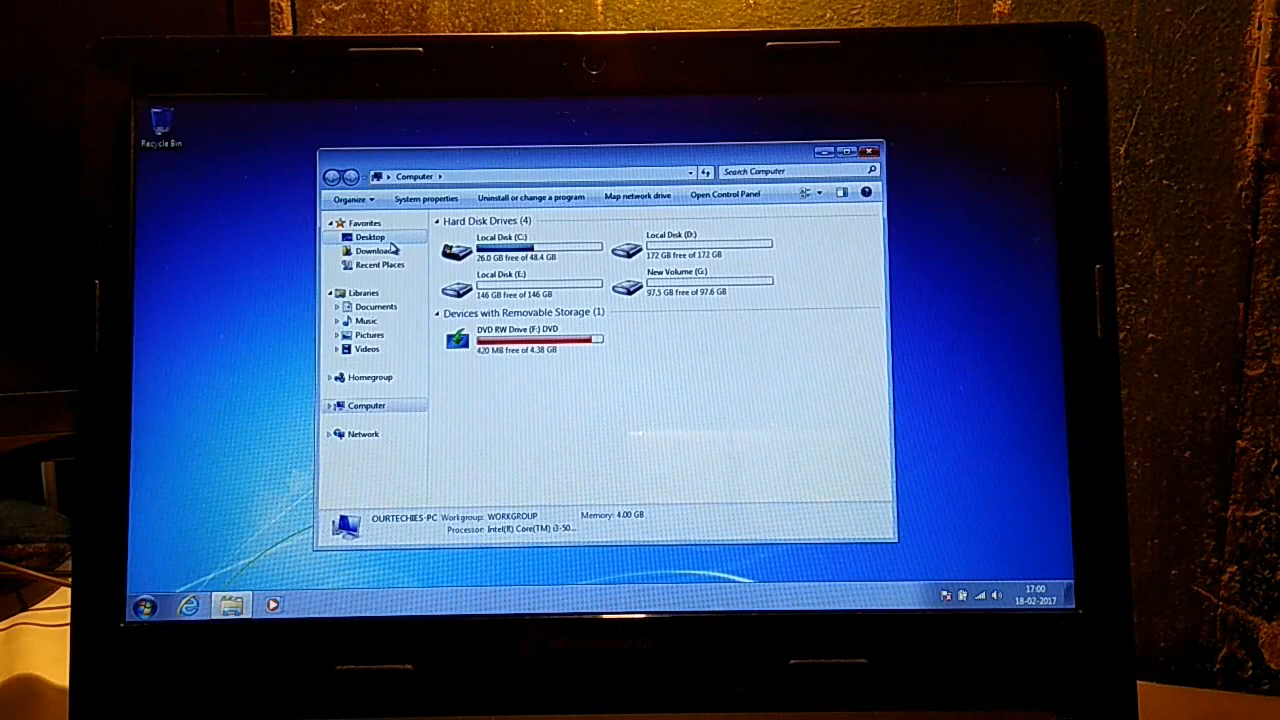 Recycle Bin
Computer
Search Computer
Organize
System properties
Uninstall or change a program
Map network drive
Open Control Panel
Favorites
Desktop
Downloads
Recent Places
Libraries
Documents
Music
Pictures
Videos
Homegroup
Computer
Network
Hard Disk Drives (4)
Local Disk (C:)
26.0 GB free of 48.4 GB
Local Disk (D:)
172 GB free of 172 GB
Local Disk (E:)
146 GB free of 146 GB
New Volume (G:)
97.5 GB free of 97.6 GB
Devices with Removable Storage (1)
DVD RW Drive (F:) DVD
420 MB free of 4.38 GB
OURTECHIES-PC Workgroup: WORKGROUP Memory: 4.00 GB
Processor: Intel(R) Core(TM) i3-50...
17:00
18-02-2017